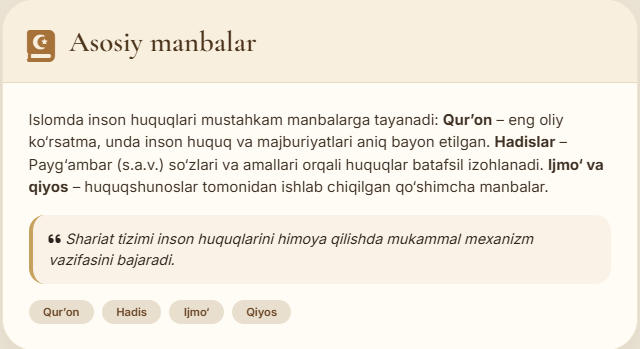 Asosiy manbalar
Islomda inson huquqlari mustahkam manbalarga tayanadi: Qur’on – eng oliy
ko‘rsatma, unda inson huquq va majburiyatlari aniq bayon etilgan. Hadislar –
Payg‘ambar (s.a.v.) so‘zlari va amallari orqali huquqlar batafsil izohlanadi. Ijmo‘ va
qiyos – huquqshunoslar tomonidan ishlab chiqilgan qo‘shimcha manbalar.
“ Shariat tizimi inson huquqlarini himoya qilishda mukammal mexanizm
vazifasini bajaradi.
Qur’on Hadis Ijmo‘ Qiyos